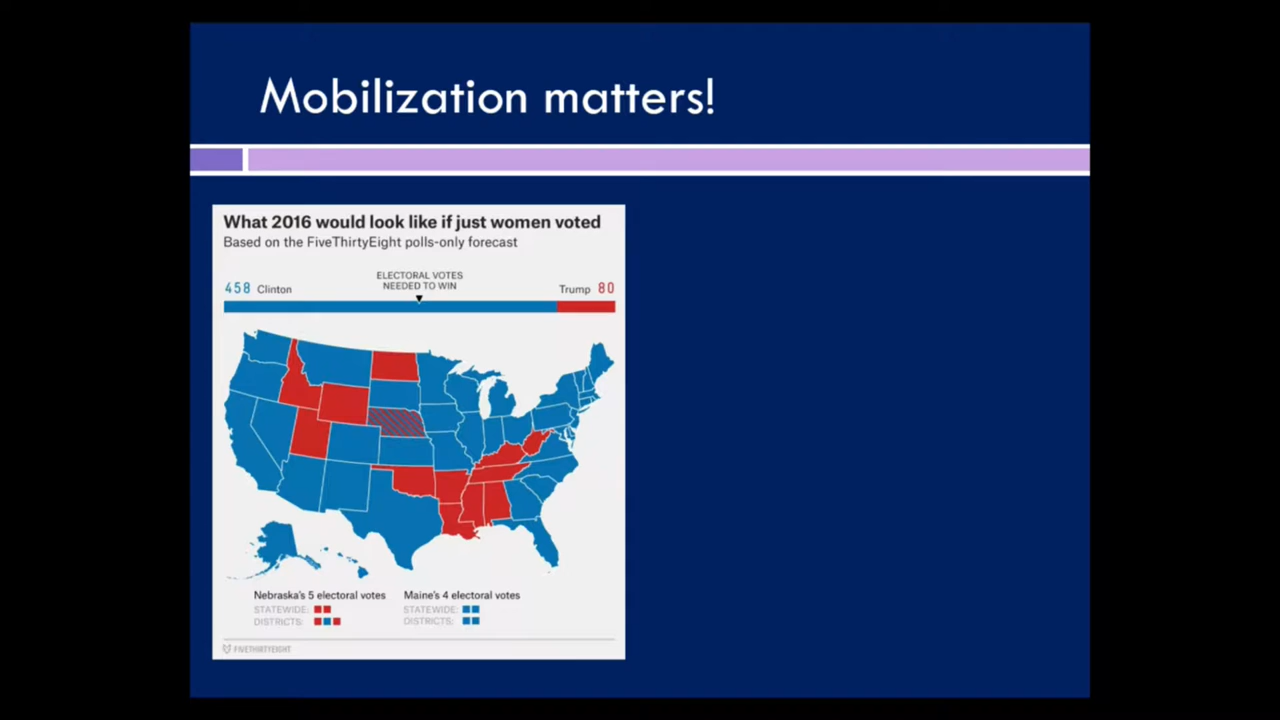 Mobilization matters!
What 2016 would look like if just women voted
Based on the FiveThirtyEight polls-only forecast
ELECTORAL VOTES
NEEDED TO WIN
458 Clinton
Trump 80
Nebraska's 5 electoral votes
STATEWIDE:
DISTRICTS:
Maine's 4 electoral votes
STATEWIDE:
DISTRICTS:
FIVETHIRTYEIGHT